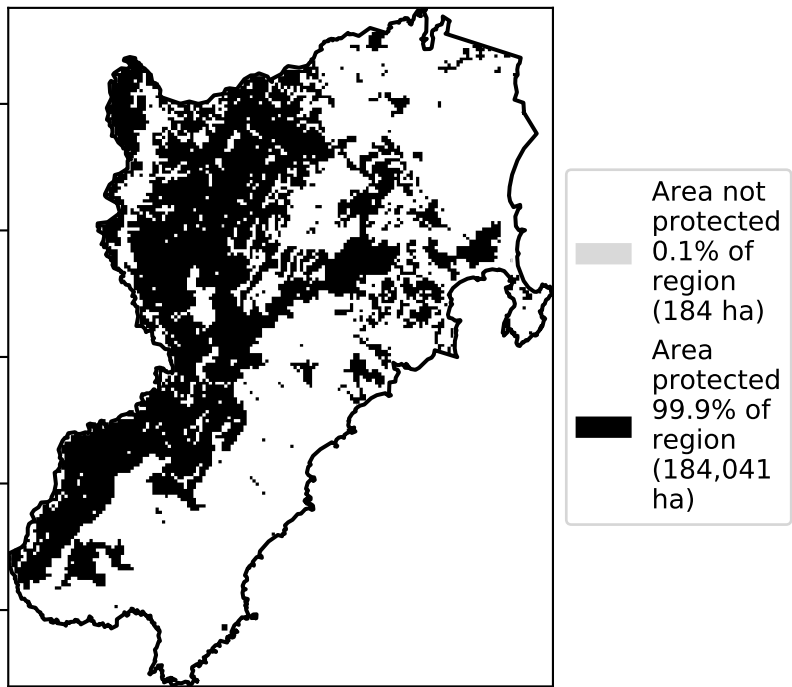 Area not
protected
0.1% of
region
(184 ha)
Area
protected
99.9% of
region
(184,041
ha)